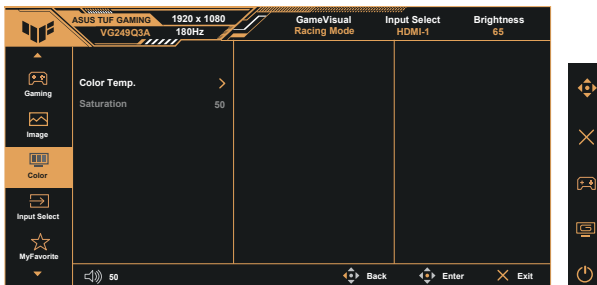 ASUS TUF GAMING 1920 x 1080 GameVisual Input Select Brightness
VG249Q3A 180Hz Racing Mode HDMI-1 65
Gaming
Image
Color
Input Select
MyFavorite
Color Temp.
Saturation 50
50 Back Enter Exit